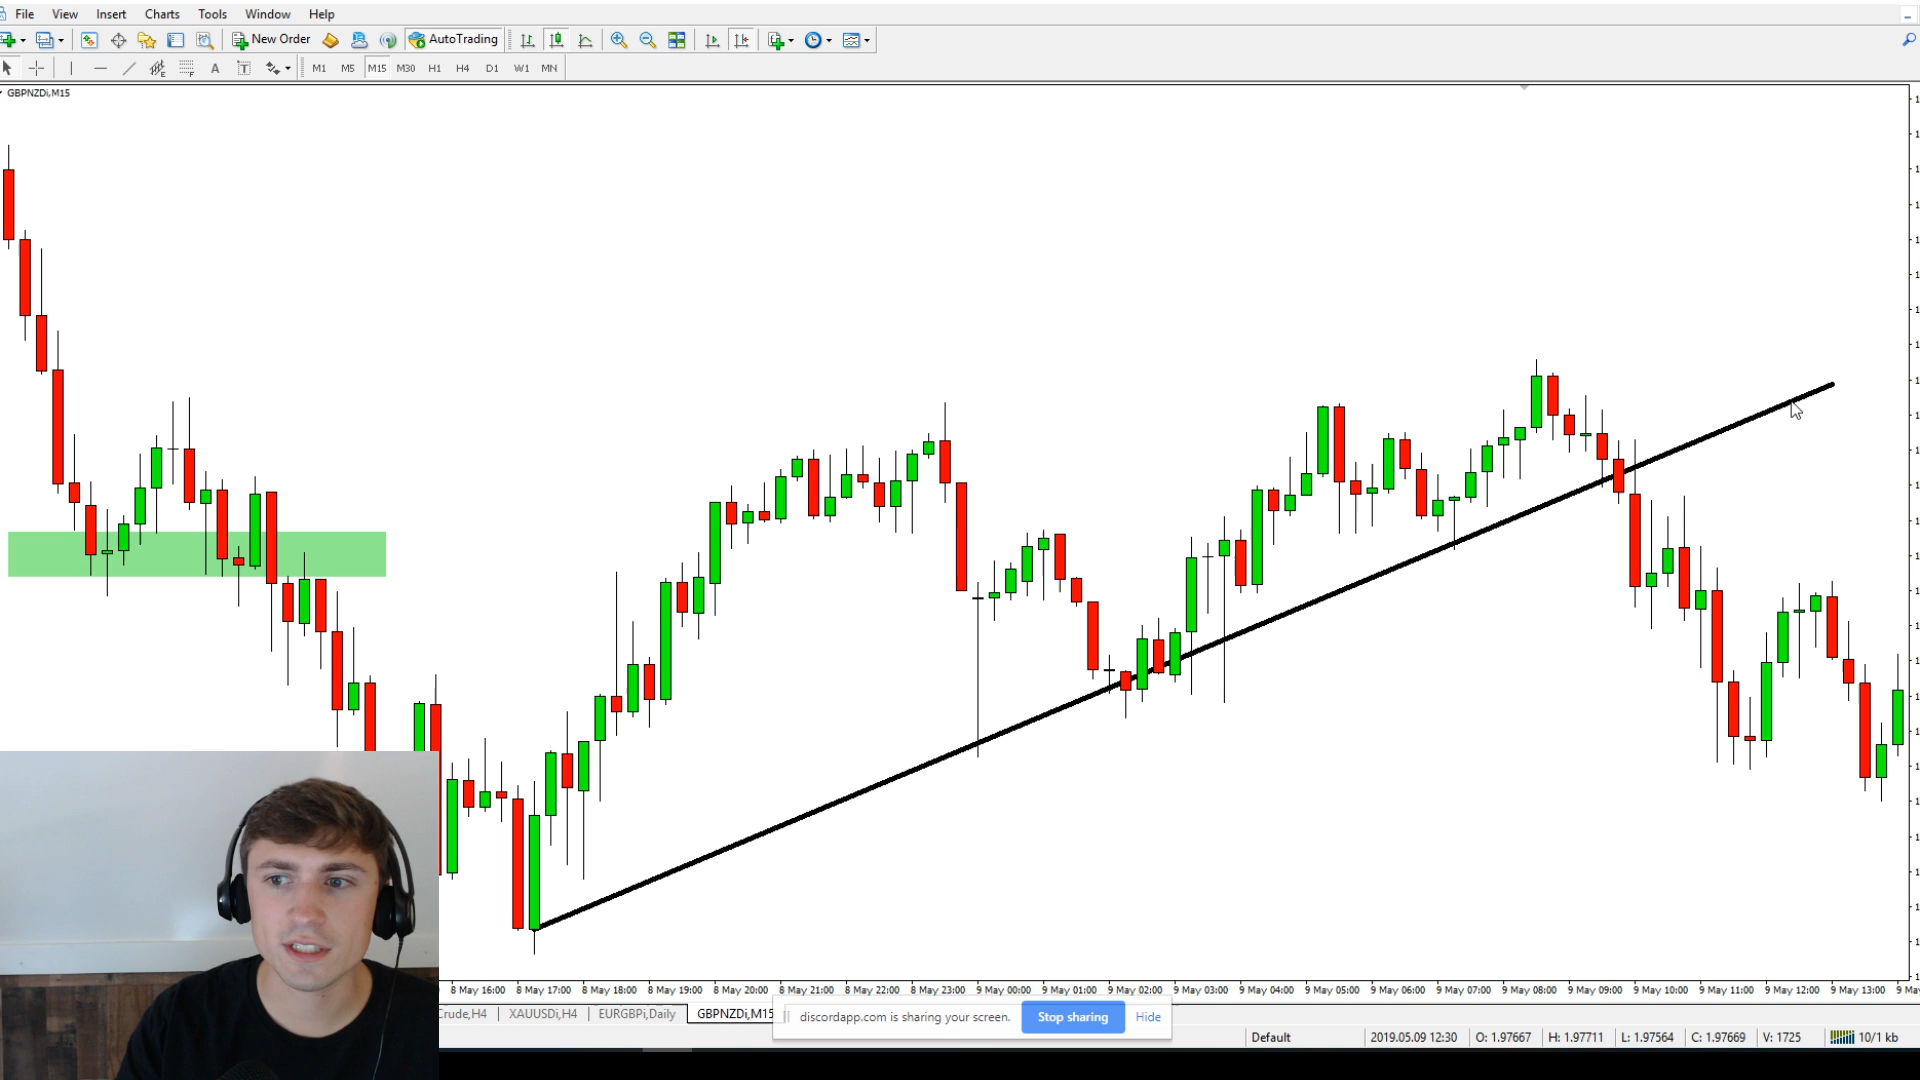 File View Insert Charts Tools Window Help
New Order AutoTrading
A T M1 M5 M15 M30 H1 H4 D1 W1 MN
GBPNZDi,M15
8 May 16:00 8 May 17:00 8 May 18:00 8 May 19:00 8 May 20:00 8 May 21:00 8 May 22:00 8 May 23:00 9 May 00:00 9 May 01:00 9 May 02:00 9 May 03:00 9 May 04:00 9 May 05:00 9 May 06:00 9 May 07:00 9 May 08:00 9 May 09:00 9 May 10:00 9 May 11:00 9 May 12:00 9 May 13:00
Crude,H4 XAUUSDi,H4 EURGBPi,Daily GBPNZDi,M15
discordapp.com is sharing your screen. Stop sharing Hide
Default 2019.05.09 12:30 O: 1.97667 H: 1.97711 L: 1.97564 C: 1.97669 V: 1725 10/1 kb